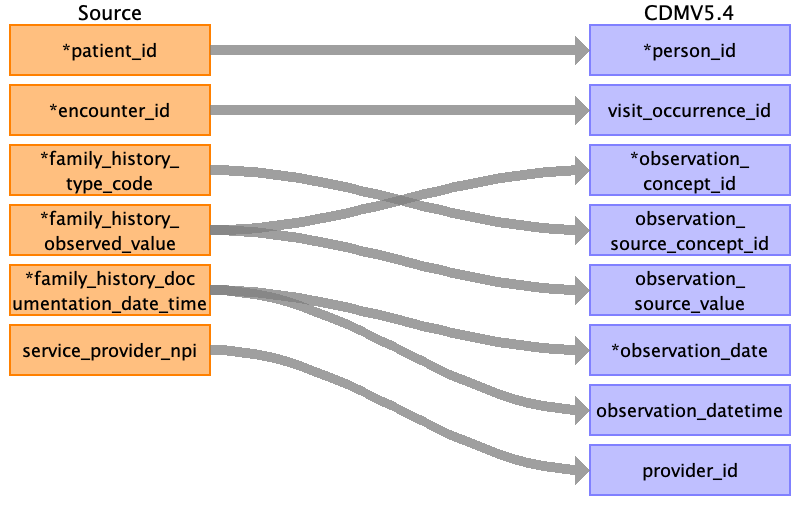 Source
CDMV5.4
*patient_id
*person_id
*encounter_id
visit_occurrence_id
*family_history_
type_code
*observation_
concept_id
*family_history_
observed_value
observation_
source_concept_id
*family_history_doc
umentation_date_time
observation_
source_value
service_provider_npi
*observation_date
observation_datetime
provider_id